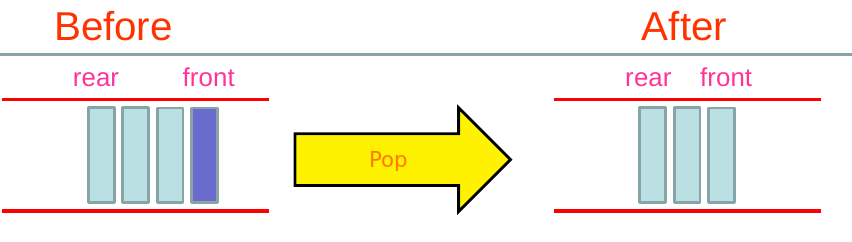 Before
After
rear front
rear front
Pop